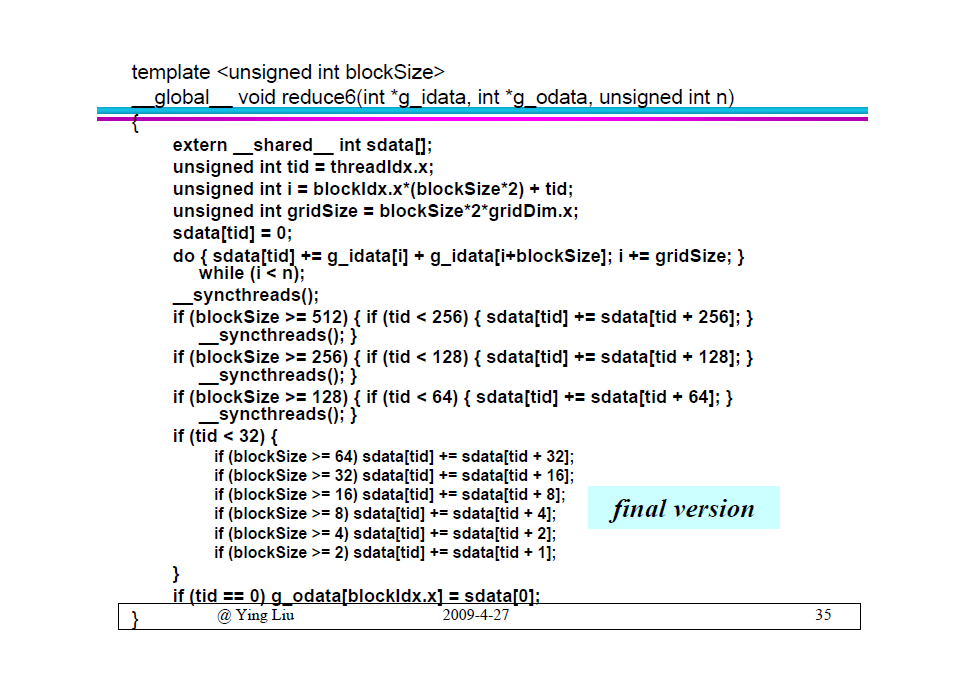 template <unsigned int blockSize>
__global__ void reduce6(int *g_idata, int *g_odata, unsigned int n)
{
extern __shared__ int sdata[];
unsigned int tid = threadIdx.x;
unsigned int i = blockIdx.x*(blockSize*2) + tid;
unsigned int gridSize = blockSize*2*gridDim.x;
sdata[tid] = 0;
do { sdata[tid] += g_idata[i] + g_idata[i+blockSize]; i += gridSize; }
while (i < n);
__syncthreads();
if (blockSize >= 512) { if (tid < 256) { sdata[tid] += sdata[tid + 256]; }
__syncthreads(); }
if (blockSize >= 256) { if (tid < 128) { sdata[tid] += sdata[tid + 128]; }
__syncthreads(); }
if (blockSize >= 128) { if (tid < 64) { sdata[tid] += sdata[tid + 64]; }
__syncthreads(); }
if (tid < 32) {
if (blockSize >= 64) sdata[tid] += sdata[tid + 32];
if (blockSize >= 32) sdata[tid] += sdata[tid + 16];
if (blockSize >= 16) sdata[tid] += sdata[tid + 8];
if (blockSize >= 8) sdata[tid] += sdata[tid + 4];
if (blockSize >= 4) sdata[tid] += sdata[tid + 2];
if (blockSize >= 2) sdata[tid] += sdata[tid + 1];
final version
}
if (tid == 0) g_odata[blockIdx.x] = sdata[0];
}
@ Ying Liu 2009-4-27 35